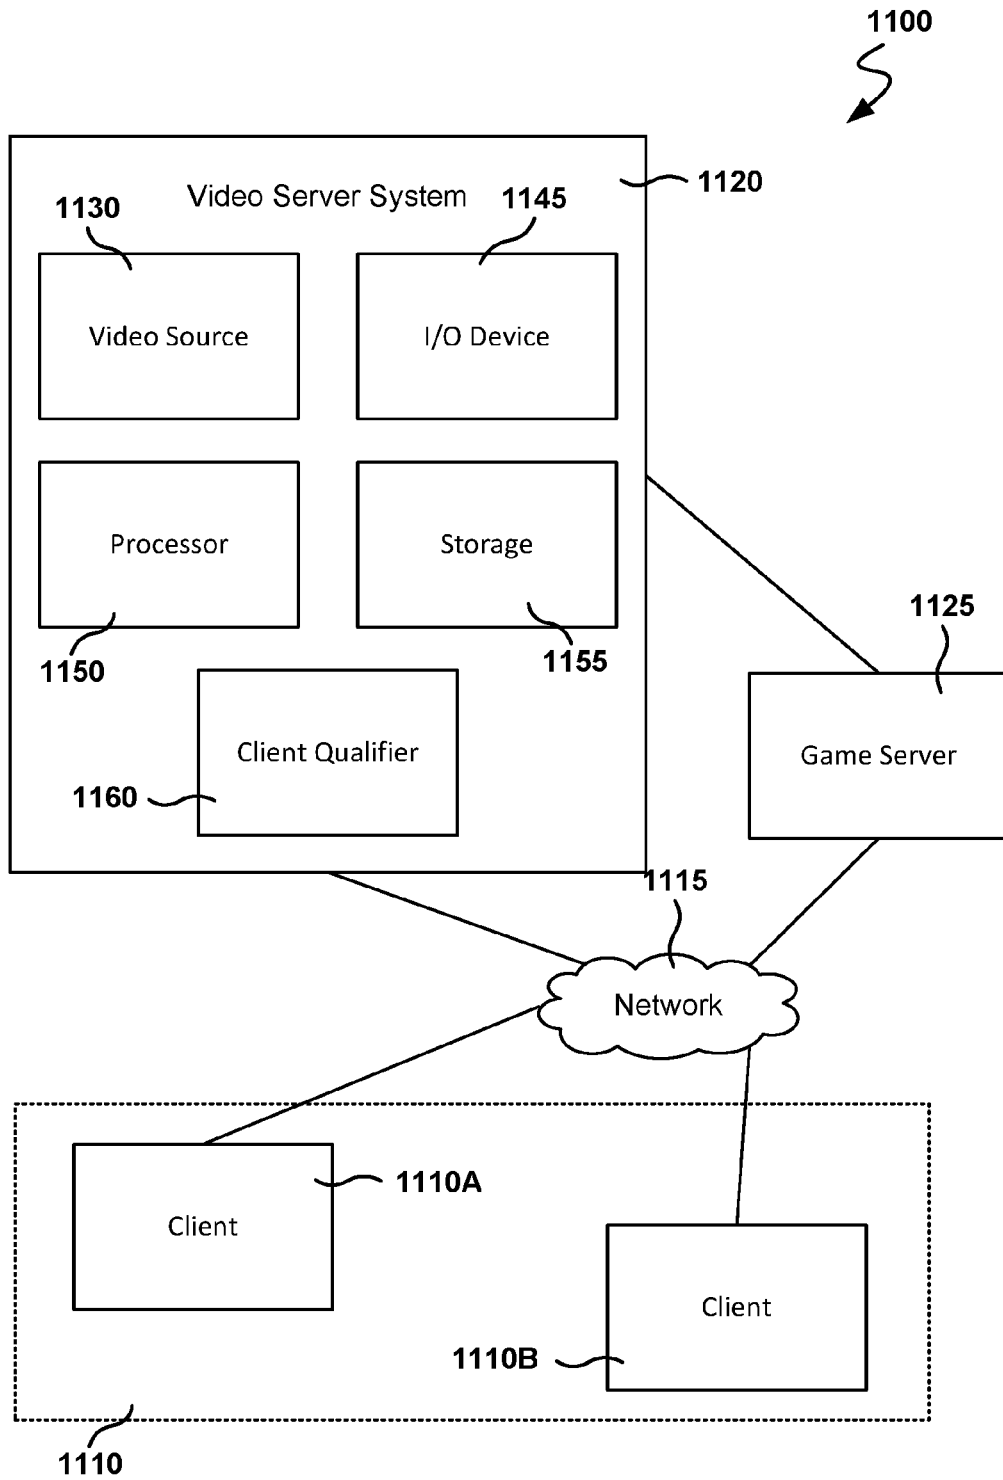 1100
Video Server System
1120
1130
1145
Video Source
I/O Device
Processor
Storage
1150
1155
1125
Client Qualifier
1160
Game Server
1115
Network
Client
1110A
Client
1110B
1110